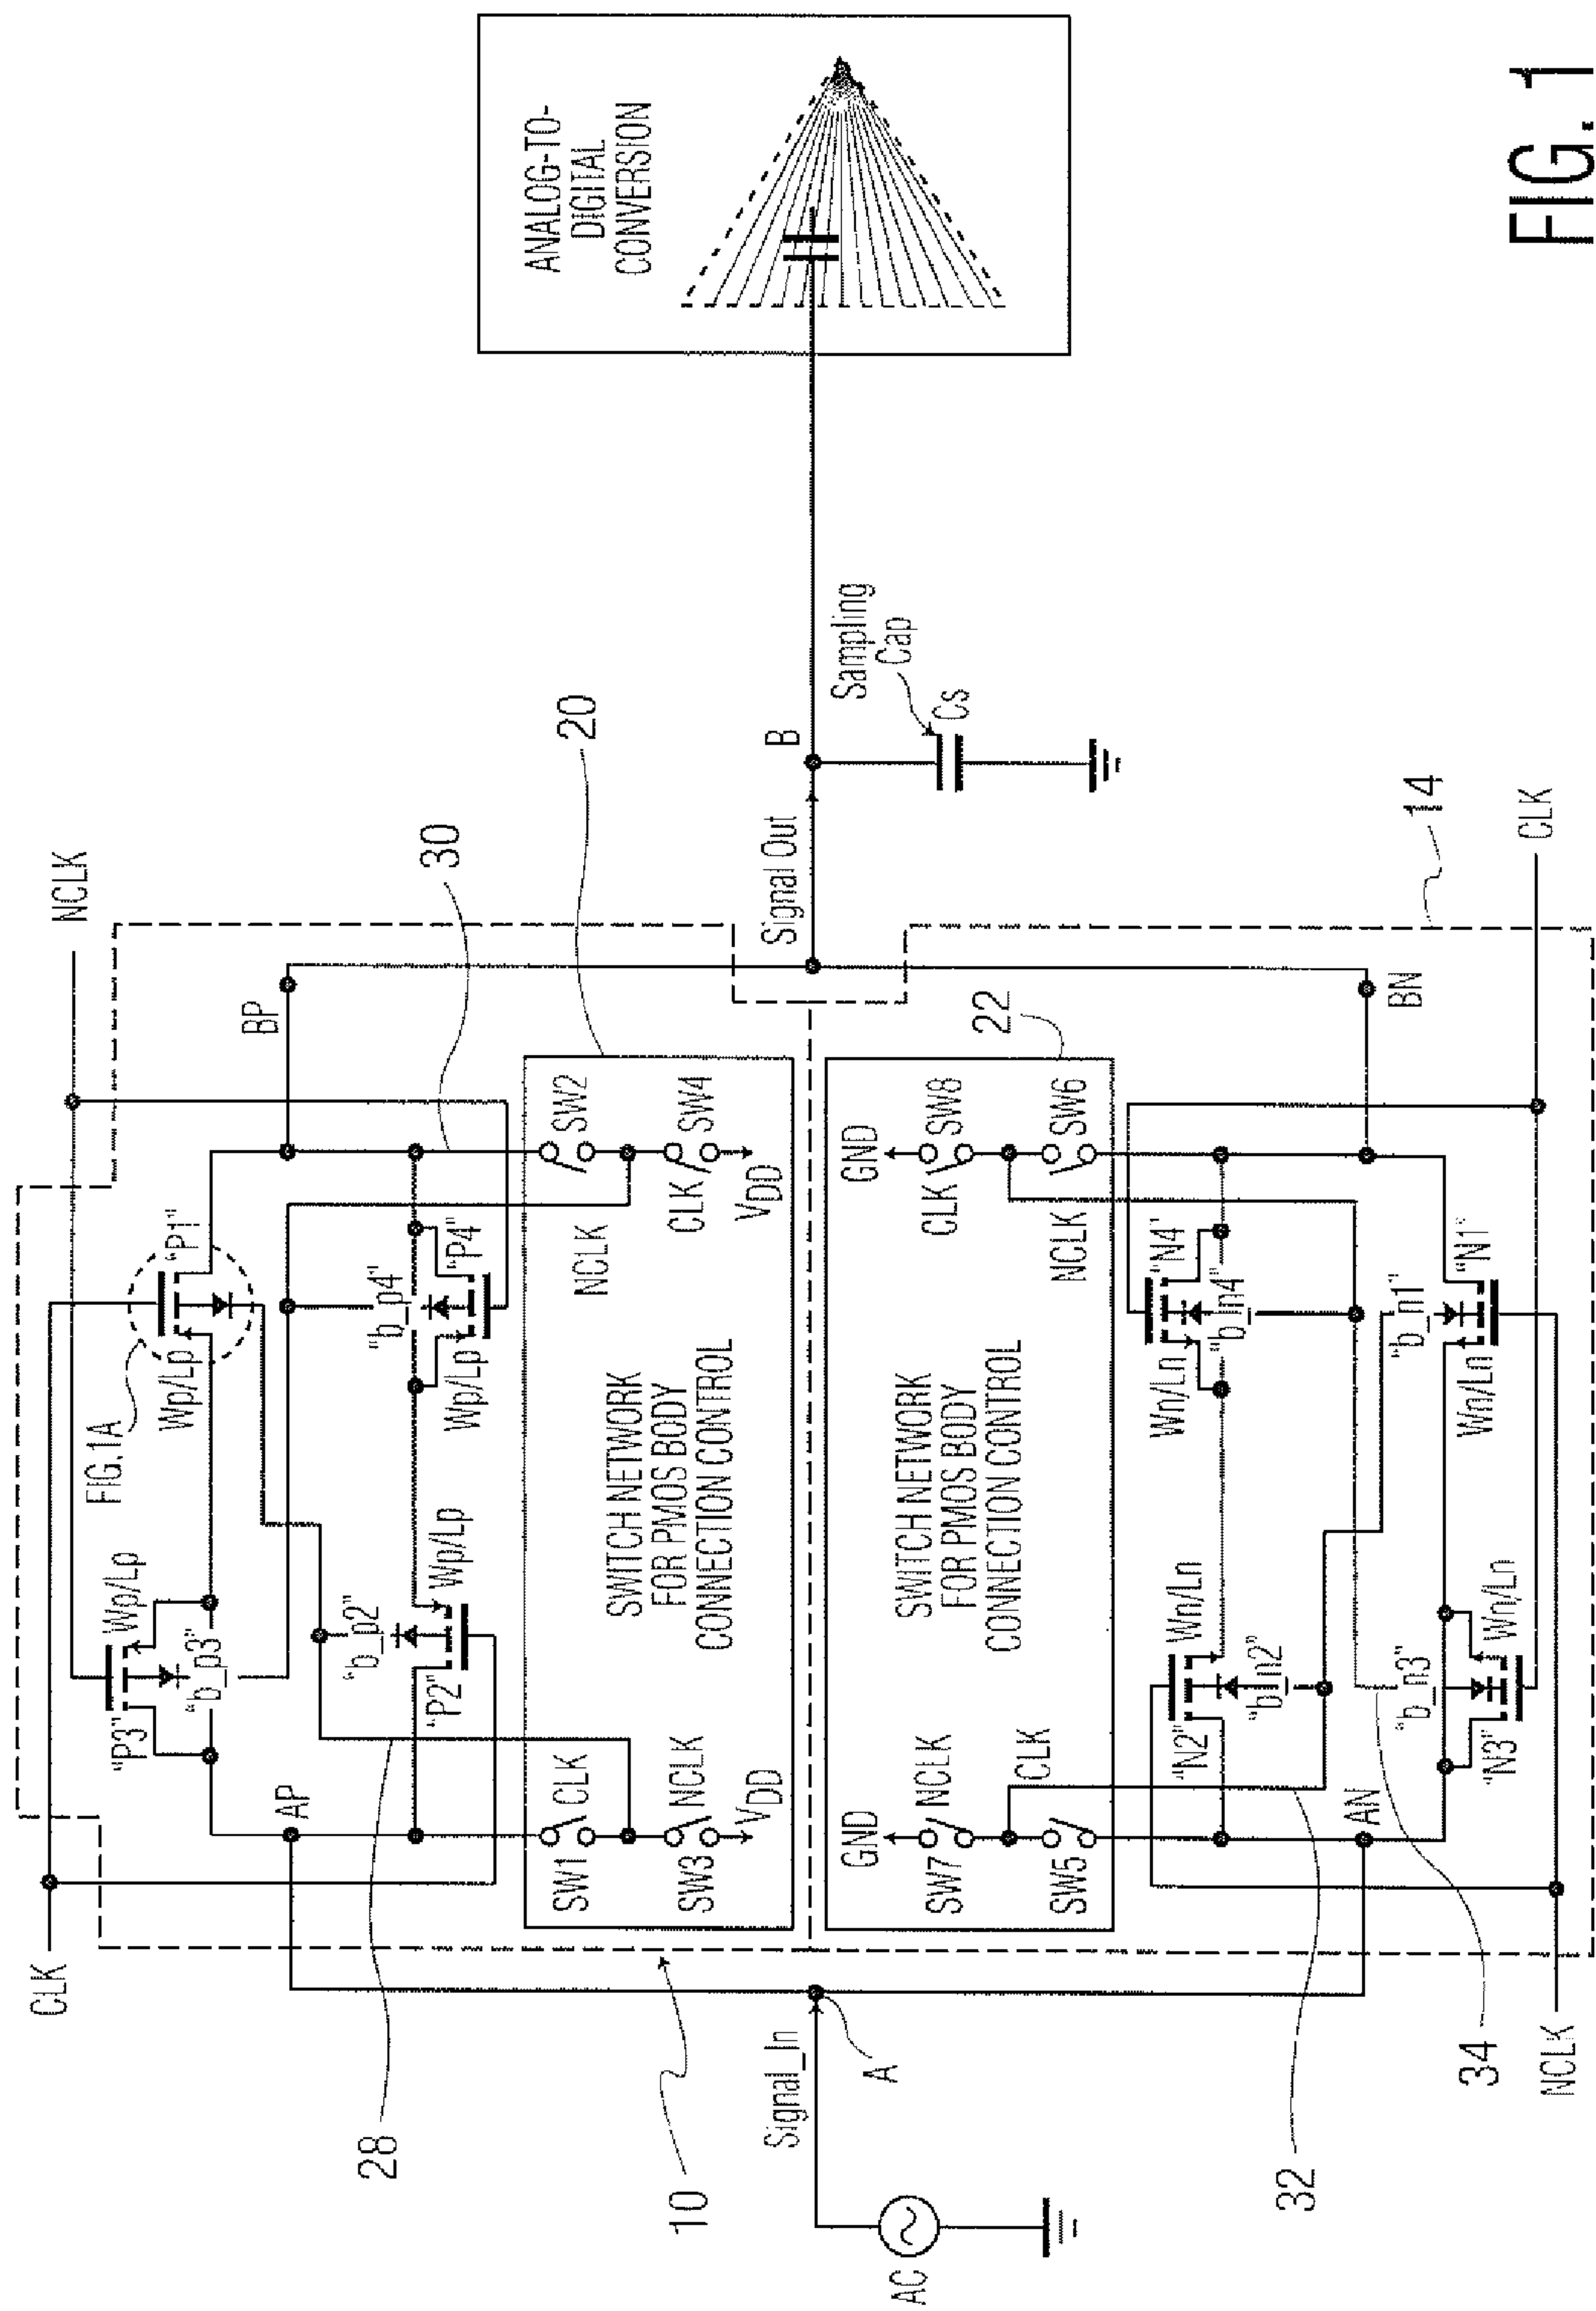 CLK
NCLK
FIG.1A
"P3"
Wp/Lp
"b_p3"
Wp/Lp
"P1"
AP
BP
28
"b_p2"
"P2"
Wp/Lp
"b_p4"
Wp/Lp
"P4"
30
SW1
CLK
SW3
NCLK
VDD
SWITCH NETWORK
FOR PMOS BODY
CONNECTION CONTROL
NCLK
SW2
CLK
SW4
VDD
20
10
Signal_In
A
AC
Signal Out
B
Sampling
Cap
Cs
ANALOG-TO-
DIGITAL
CONVERSION
GND
SW7
NCLK
SW5
CLK
SWITCH NETWORK
FOR PMOS BODY
CONNECTION CONTROL
GND
CLK
SW8
NCLK
SW6
22
"N2"
Wn/Ln
"b_n2"
Wn/Ln
"N4"
"b_n4"
32
AN
BN
"b_n3"
"N3"
Wn/Ln
"b_n1"
Wn/Ln
"N1"
34
14
NCLK
CLK
FIG. 1